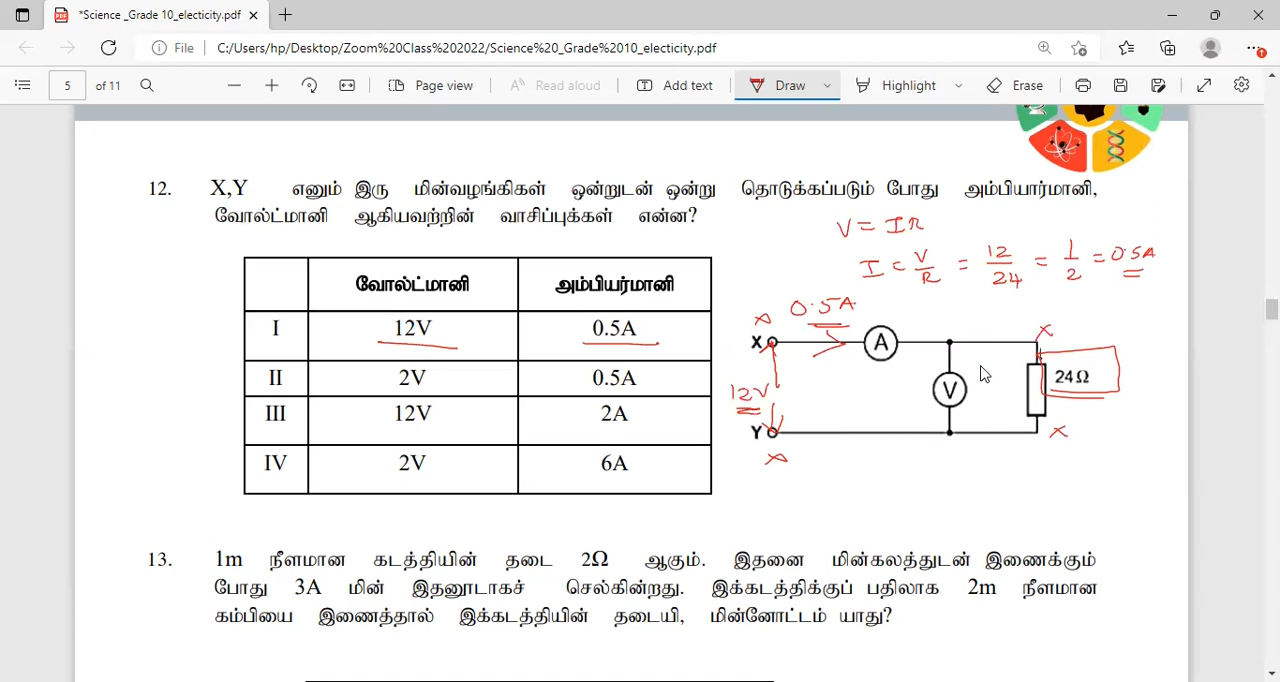 *Science _Grade 10_electicity.pdf
File C:/Users/hp/Desktop/Zoom%20Class%202022/Science%20_Grade%2010_electicity.pdf
5 of 11 Page view Read aloud Add text Draw Highlight Erase
12. X,Y எனும் இரு மின்வழங்கிகள் ஒன்றுடன் ஒன்று தொடுக்கப்படும் போது அம்பியார்மானி,
வோல்ட்மானி ஆகியவற்றின் வாசிப்புக்கள் என்ன?
V = IR
I = V/R = 12/24 = 1/2 = 0.5A
வோல்ட்மானி அம்பியர்மானி
I 12V 0.5A
II 2V 0.5A
III 12V 2A
IV 2V 6A
0.5A
X A
V 24Ω
12V
Y
13. 1m நீளமான கடத்தியின் தடை 2Ω ஆகும். இதனை மின்கலத்துடன் இணைக்கும்
போது 3A மின் இதனூடாகச் செல்கின்றது. இக்கடத்திக்குப் பதிலாக 2m நீளமான
கம்பியை இணைத்தால் இக்கடத்தியின் தடையி, மின்னோட்டம் யாது?